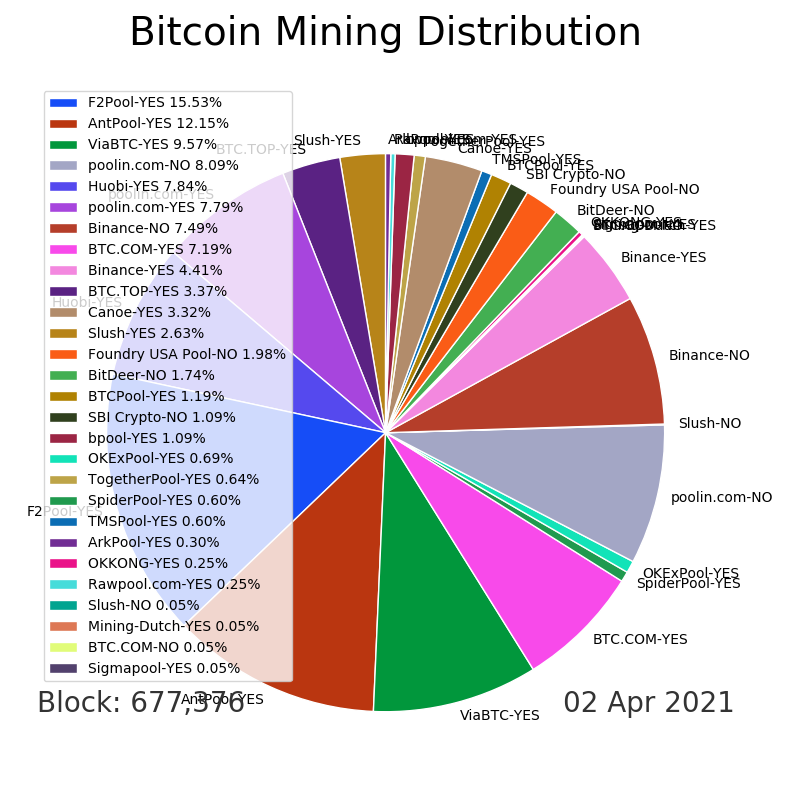 Bitcoin Mining Distribution
F2Pool-YES 15.53%
AntPool-YES 12.15%
ViaBTC-YES 9.57%
poolin.com-NO 8.09%
Huobi-YES 7.84%
poolin.com-YES 7.79%
Binance-NO 7.49%
BTC.COM-YES 7.19%
Binance-YES 4.41%
BTC.TOP-YES 3.37%
Canoe-YES 3.32%
Slush-YES 2.63%
Foundry USA Pool-NO 1.98%
BitDeer-NO 1.74%
BTCPool-YES 1.19%
SBI Crypto-NO 1.09%
bpool-YES 1.09%
OKExPool-YES 0.69%
TogetherPool-YES 0.64%
SpiderPool-YES 0.60%
TMSPool-YES 0.60%
ArkPool-YES 0.30%
OKKONG-YES 0.25%
Rawpool.com-YES 0.25%
Slush-NO 0.05%
Mining-Dutch-YES 0.05%
BTC.COM-NO 0.05%
Sigmapool-YES 0.05%
Slush-YES
BTC.TOP-YES
poolin.com-YES
Huobi-YES
F2Pool-YES
AntPool-YES
ViaBTC-YES
BTC.COM-YES
SpiderPool-YES
OKExPool-YES
poolin.com-NO
Slush-NO
Binance-NO
Binance-YES
OKKONG-YES
BitDeer-NO
Foundry USA Pool-NO
SBI Crypto-NO
BTCPool-YES
TMSPool-YES
Canoe-YES
TogetherPool-YES
Block: 677,376
02 Apr 2021